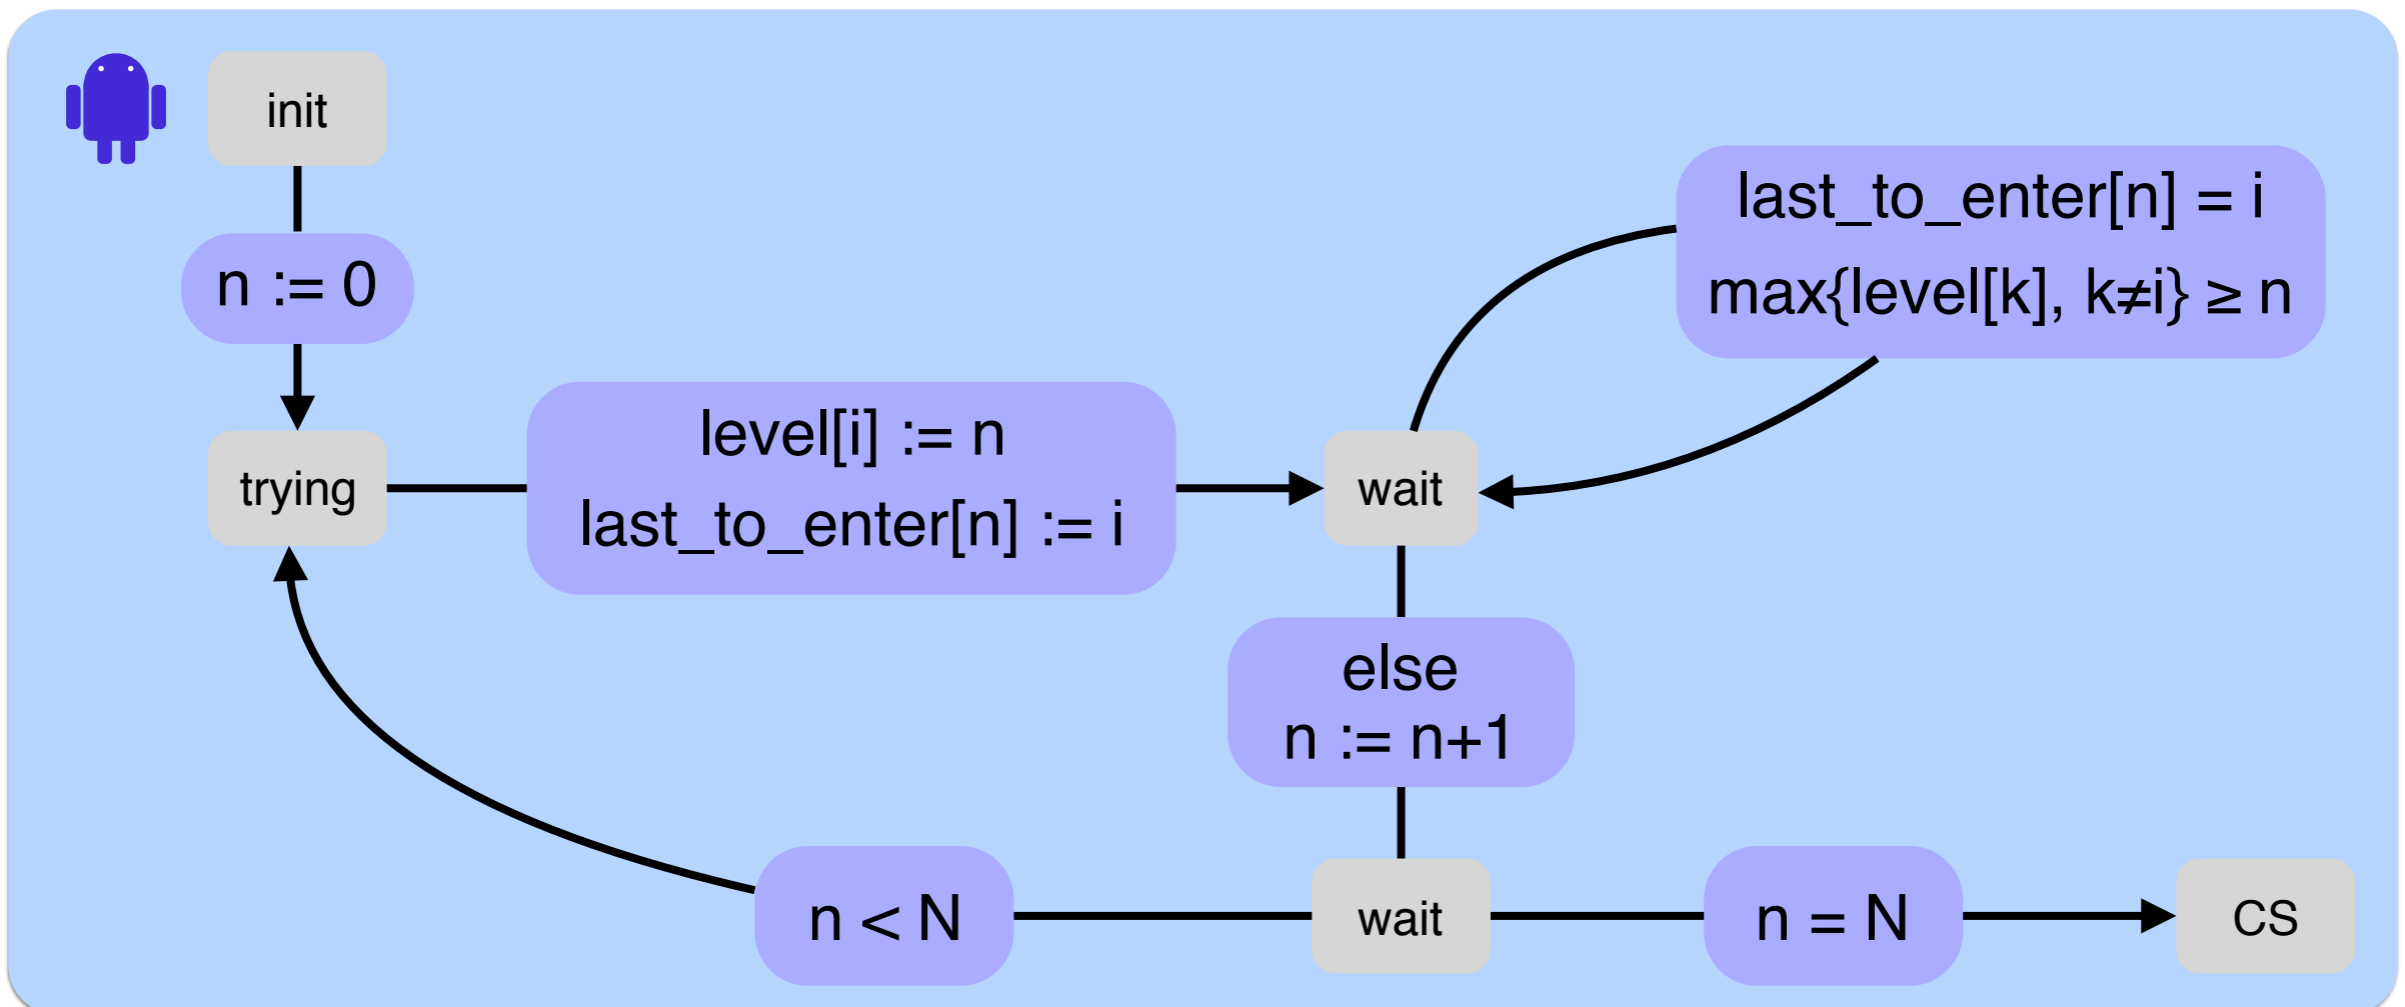 init
n := 0
last_to_enter[n] = i
max{level[k], k≠i} ≥ n
trying
level[i] := n
last_to_enter[n] := i
wait
else
n := n+1
n < N
wait
n = N
CS